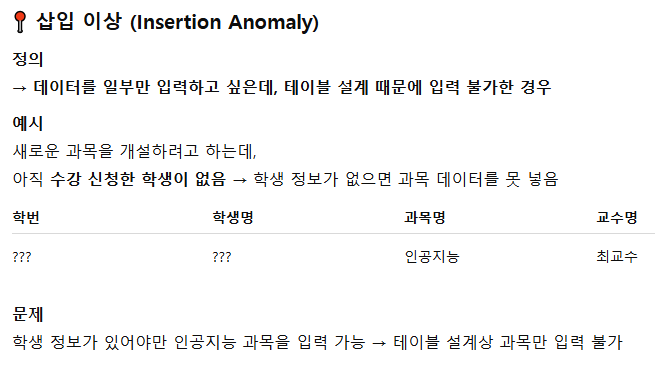 📍 삽입 이상 (Insertion Anomaly)
정의
→ 데이터를 일부만 입력하고 싶은데, 테이블 설계 때문에 입력 불가한 경우
예시
새로운 과목을 개설하려고 하는데,
아직 수강 신청한 학생이 없음 → 학생 정보가 없으면 과목 데이터를 못 넣음
학번 학생명 과목명 교수명
??? ??? 인공지능 최교수
문제
학생 정보가 있어야만 인공지능 과목을 입력 가능 → 테이블 설계상 과목만 입력 불가